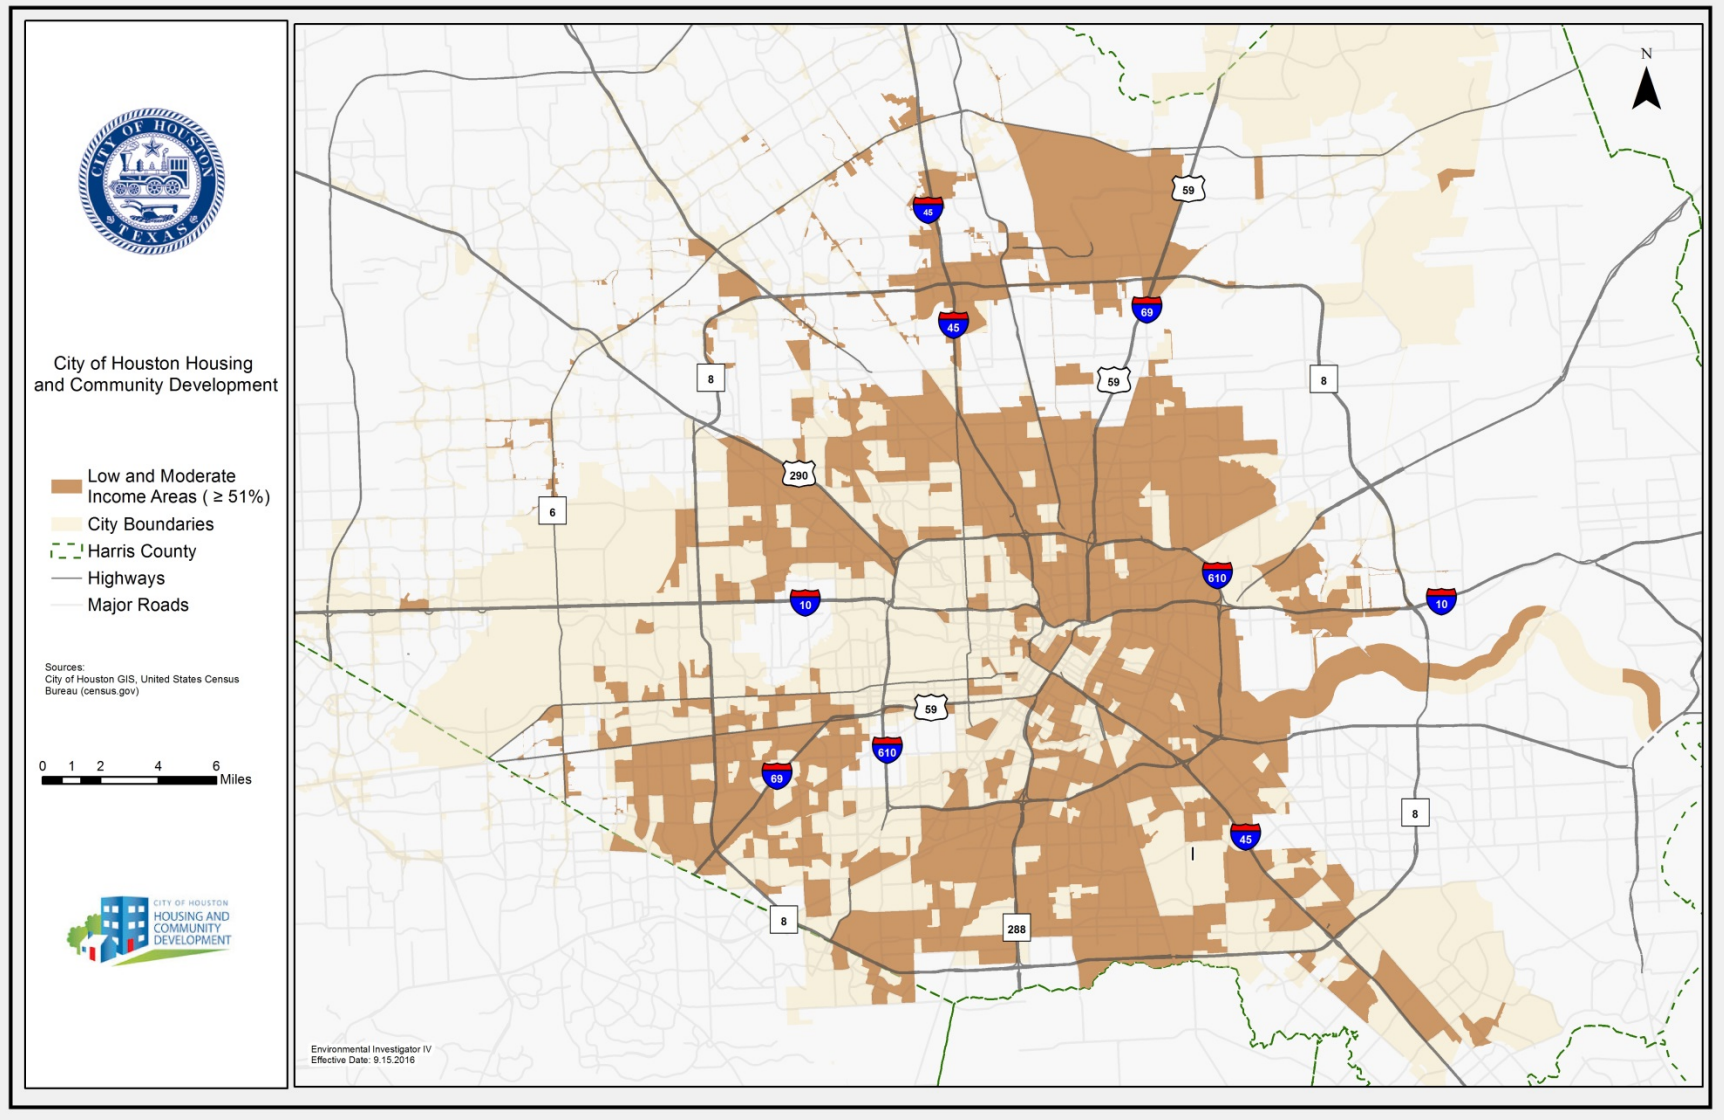 CITY OF HOUSTON
TEXAS
City of Houston Housing
and Community Development
Low and Moderate
Income Areas ( ≥ 51%)
City Boundaries
Harris County
Highways
Major Roads
Sources:
City of Houston GIS, United States Census
Bureau (census.gov)
0 1 2 4 6
Miles
CITY OF HOUSTON
HOUSING AND
COMMUNITY
DEVELOPMENT
N
59
45
69
45
59
8
8
290
6
610
10
10
59
610
69
8
45
8
288
Environmental Investigator IV
Effective Date: 9.15.2016